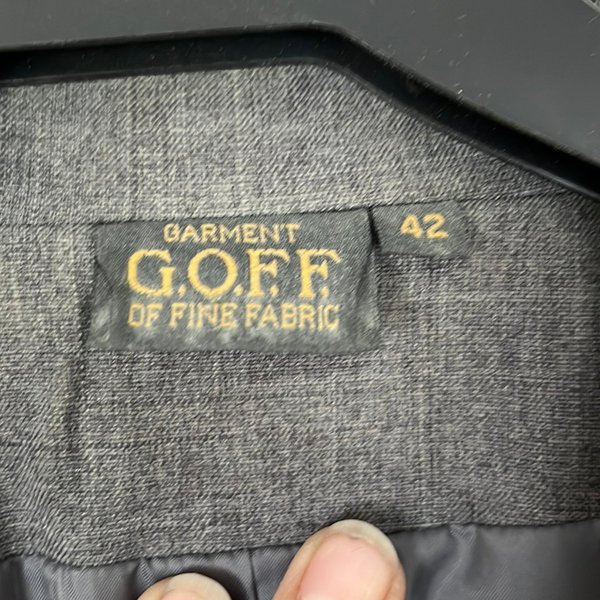 GARMENT
G.O.F.F.
OF FINE FABRIC
42